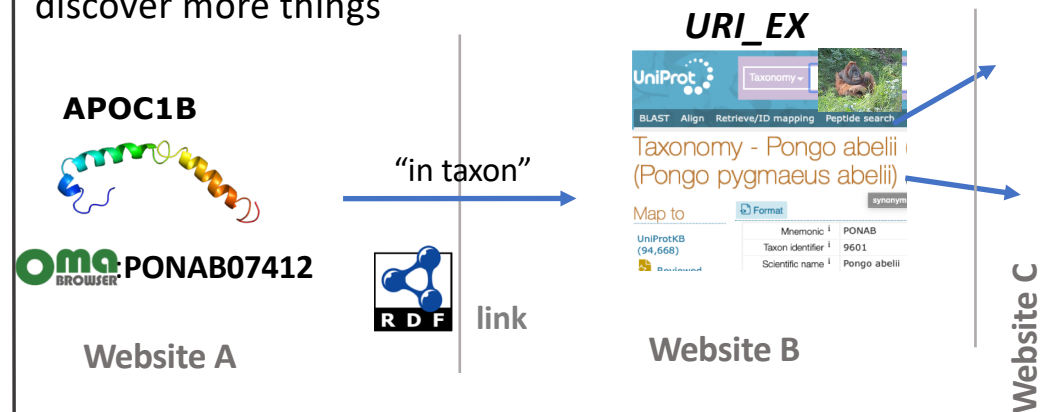 discover more things
URI_EX
UniProt
Taxonomy
BLAST Align Retrieve/ID mapping Peptide search
APOC1B
Taxonomy - Pongo abelii (
(Pongo pygmaeus abelii)
"in taxon"
synonym
Map to
Format
Mnemonic i PONAB
UniProtKB
(94,668)
Taxon identifier i 9601
Scientific name i Pongo abelii
Reviewed
OMA
BROWSER
:PONAB07412
RDF
link
Website A
Website B
Website C